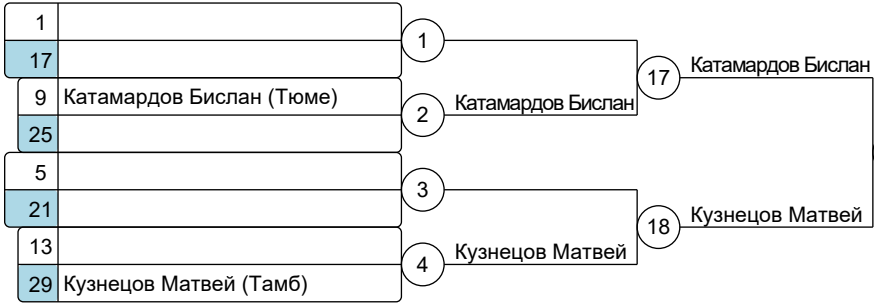 1
17
1
9 Катамардов Бислан (Тюме)
25
2 Катамардов Бислан
17 Катамардов Бислан
5
21
3
13
29 Кузнецов Матвей (Тамб)
4 Кузнецов Матвей
18 Кузнецов Матвей